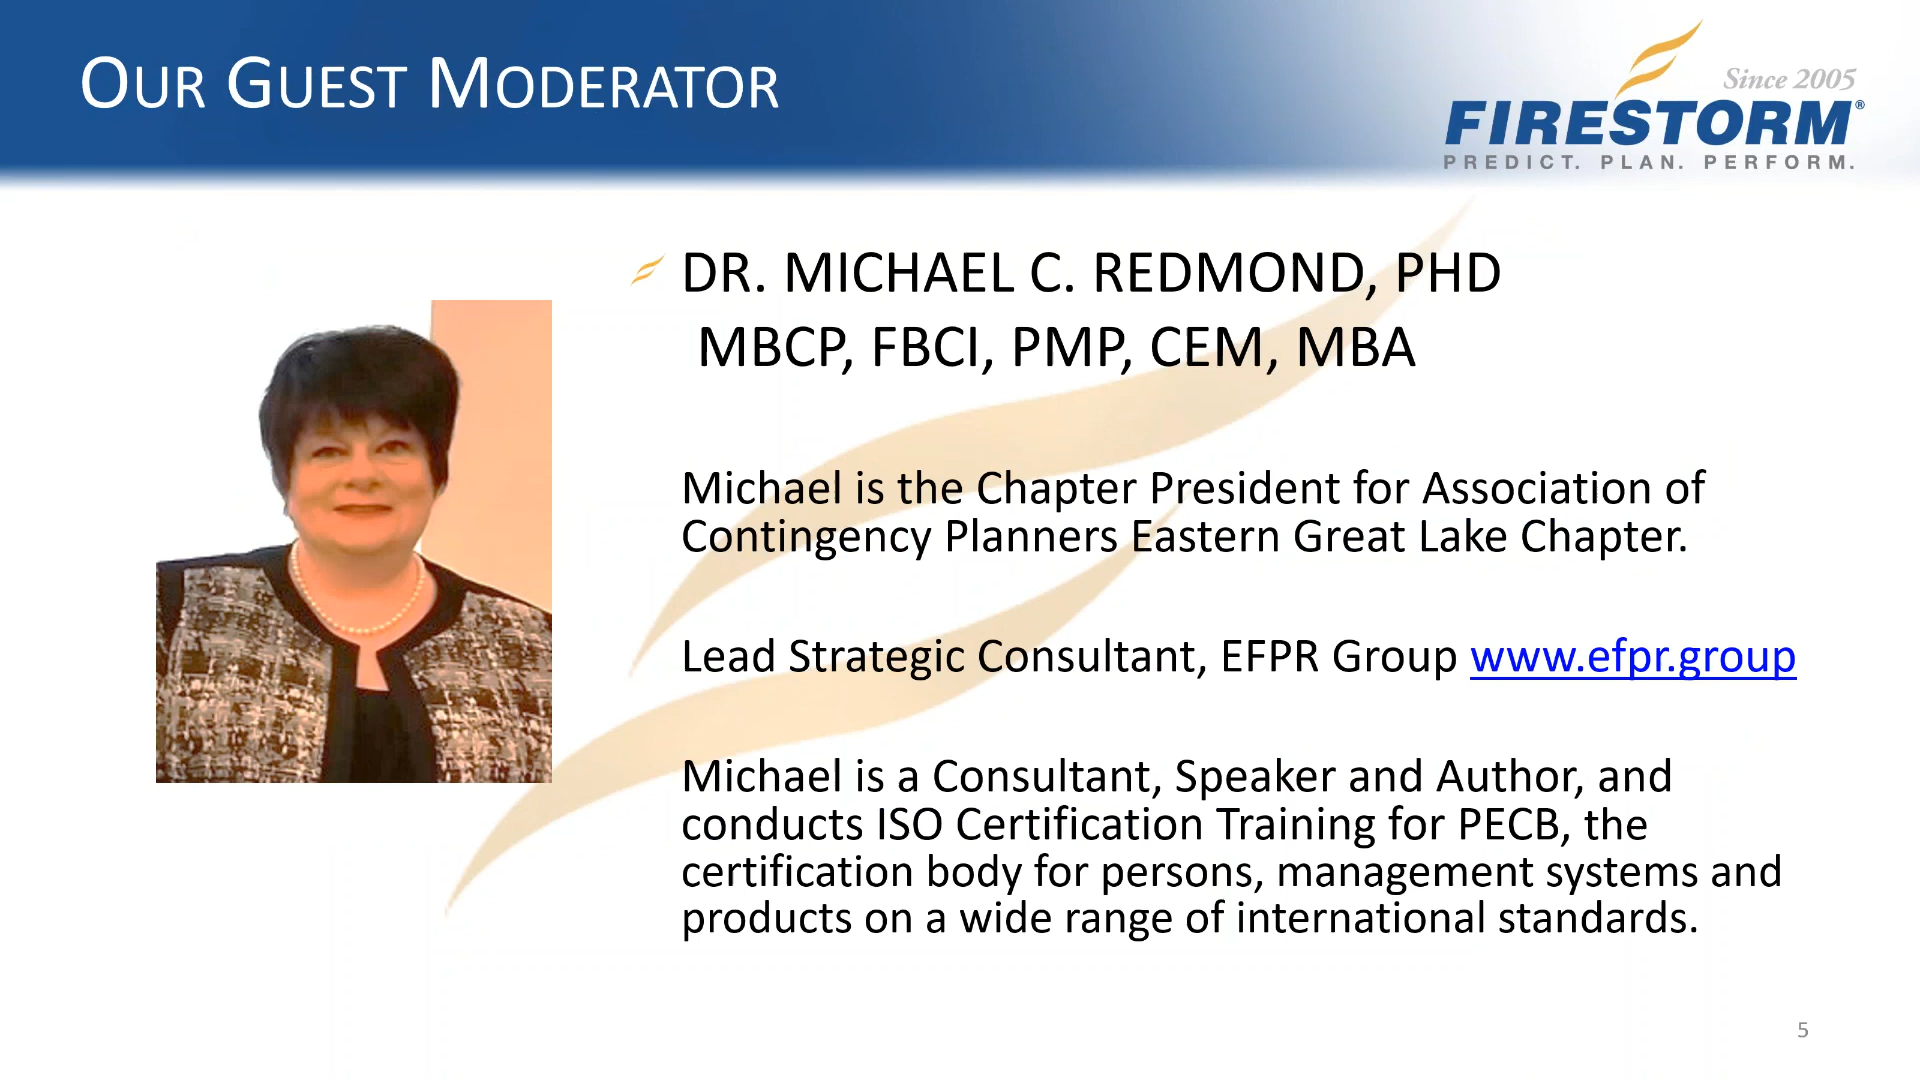 OUR GUEST MODERATOR
Since 2005
FIRESTORM®
PREDICT. PLAN. PERFORM.
DR. MICHAEL C. REDMOND, PHD
MBCP, FBCI, PMP, CEM, MBA
Michael is the Chapter President for Association of
Contingency Planners Eastern Great Lake Chapter.
Lead Strategic Consultant, EFPR Group www.efpr.group
Michael is a Consultant, Speaker and Author, and
conducts ISO Certification Training for PECB, the
certification body for persons, management systems and
products on a wide range of international standards.
5